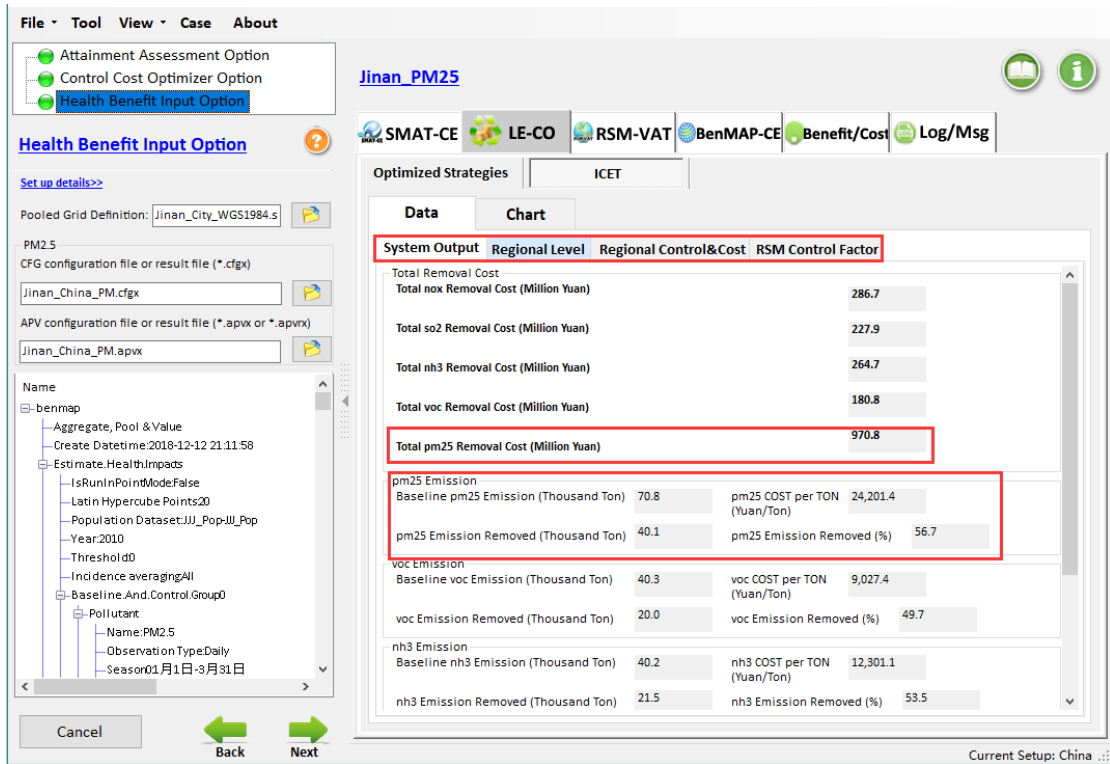 File Tool View Case About
Attainment Assessment Option
Control Cost Optimizer Option
Health Benefit Input Option
Health Benefit Input Option
?
Set up details>>
Pooled Grid Definition: Jinan_City_WGS1984.s
PM2.5
CFG configuration file or result file (*.cfgx)
Jinan_China_PM.cfgx
APV configuration file or result file (*.apvx or *.apvrx)
Jinan_China_PM.apvx
Name
benmap
Aggregate, Pool & Value
Create Datetime:2018-12-12 21:11:58
Estimate.Health.Impacts
IsRunInPointMode:False
Latin Hypercube Points:20
Population Dataset:JJJ_Pop-JJJ_Pop
Year:2010
Threshold:0
Incidence averaging:All
Baseline.And.Control.Group0
Pollutant
Name:PM2.5
Observation Type:Daily
Season01月1日-3月31日
Cancel
Back
Next
Jinan_PM25
i
SMAT-CE LE-CO RSM-VAT BenMAP-CE Benefit/Cost Log/Msg
Optimized Strategies ICET
Data Chart
System Output Regional Level Regional Control&Cost RSM Control Factor
Total Removal Cost
Total nox Removal Cost (Million Yuan) 286.7
Total so2 Removal Cost (Million Yuan) 227.9
Total nh3 Removal Cost (Million Yuan) 264.7
Total voc Removal Cost (Million Yuan) 180.8
Total pm25 Removal Cost (Million Yuan) 970.8
pm25 Emission
Baseline pm25 Emission (Thousand Ton) 70.8 pm25 COST per TON 24,201.4
(Yuan/Ton)
pm25 Emission Removed (Thousand Ton) 40.1 pm25 Emission Removed (%) 56.7
voc Emission
Baseline voc Emission (Thousand Ton) 40.3 voc COST per TON 9,027.4
(Yuan/Ton)
voc Emission Removed (Thousand Ton) 20.0 voc Emission Removed (%) 49.7
nh3 Emission
Baseline nh3 Emission (Thousand Ton) 40.2 nh3 COST per TON 12,301.1
(Yuan/Ton)
nh3 Emission Removed (Thousand Ton) 21.5 nh3 Emission Removed (%) 53.5
Current Setup: China